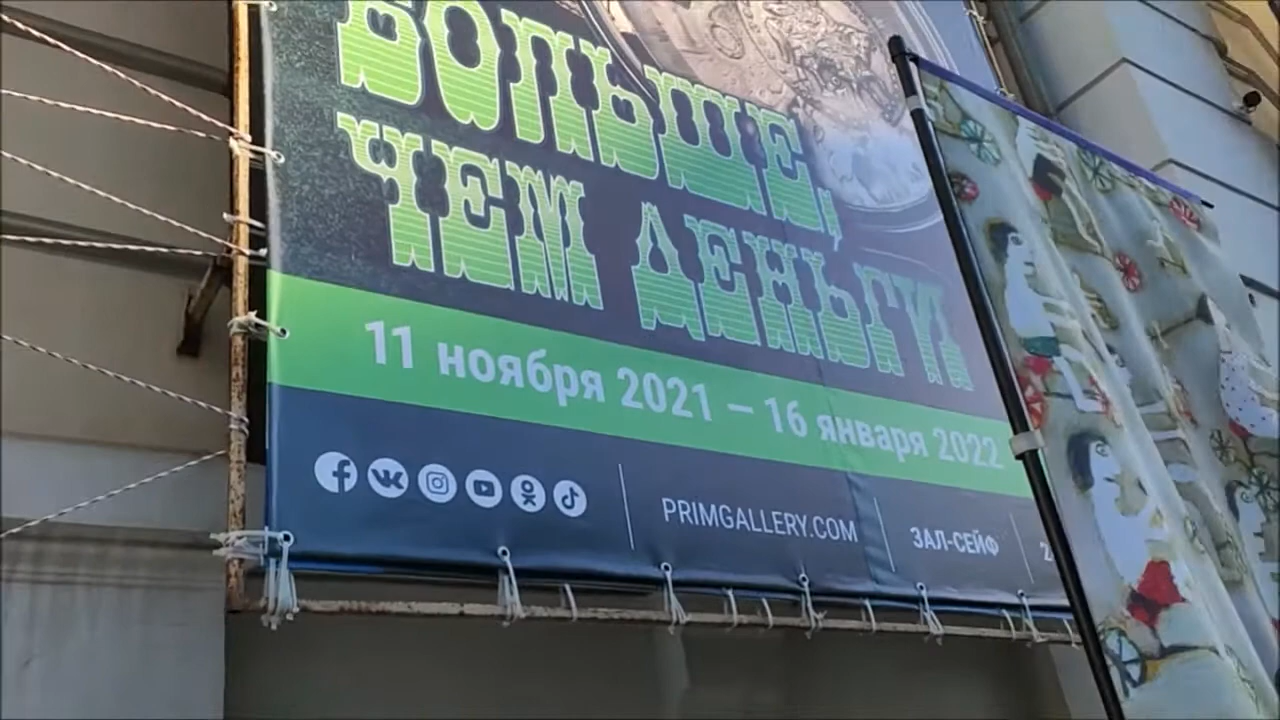 БОЛЬШЕ,
ЧЕМ ДЕНЬГИ
11 ноября 2021 – 16 января 2022
PRIMGALLERY.COM
ЗАЛ-СЕЙФ